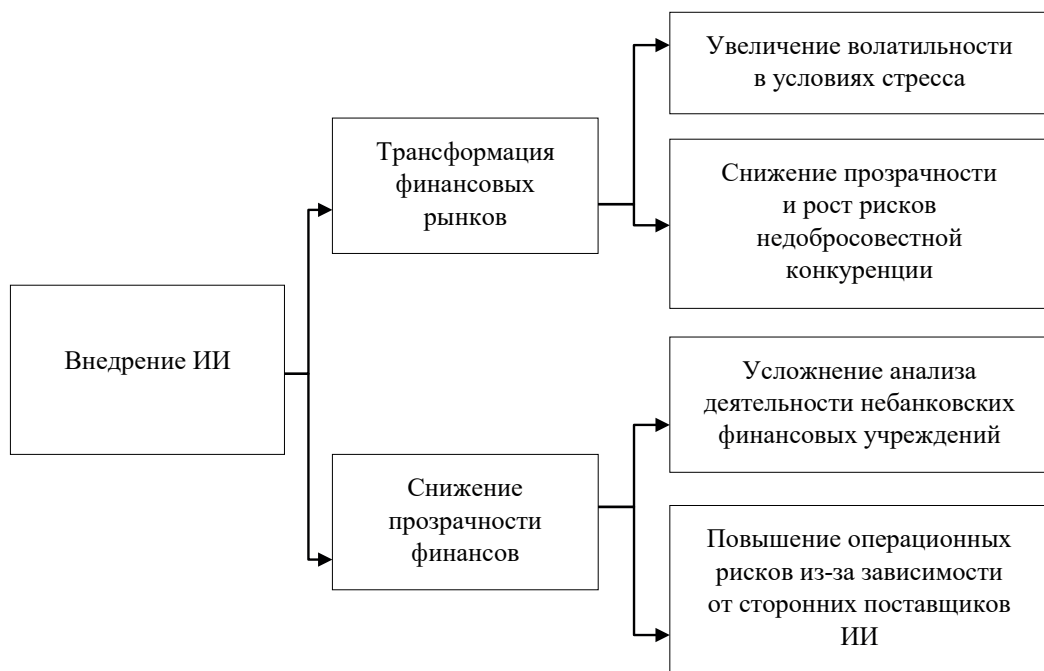 Внедрение ИИ
Трансформация
финансовых
рынков
Увеличение волатильности
в условиях стресса
Снижение прозрачности
и рост рисков
недобросовестной
конкуренции
Снижение
прозрачности
финансов
Усложнение анализа
деятельности небанковских
финансовых учреждений
Повышение операционных
рисков из-за зависимости
от сторонних поставщиков
ИИ